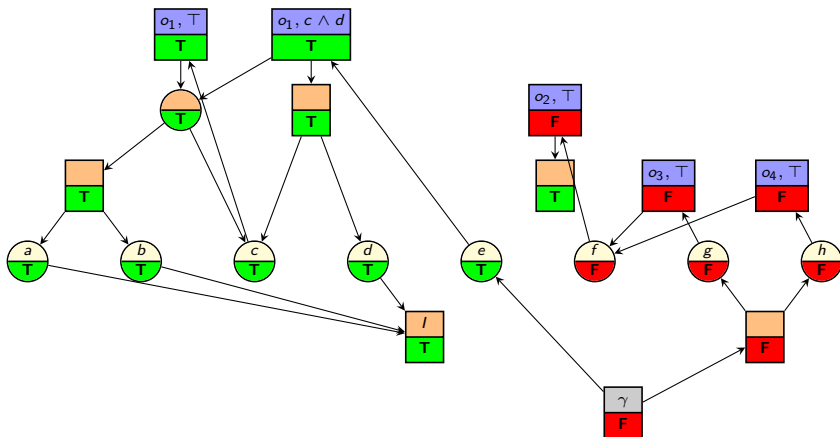 o₁, ⊤
o₁, c ∧ d
T
T
T
T
o₂, ⊤
F
T
T
o₃, ⊤
F
o₄, ⊤
F
a
T
b
T
c
T
d
T
e
T
f
F
g
F
h
F
I
T
F
γ
F